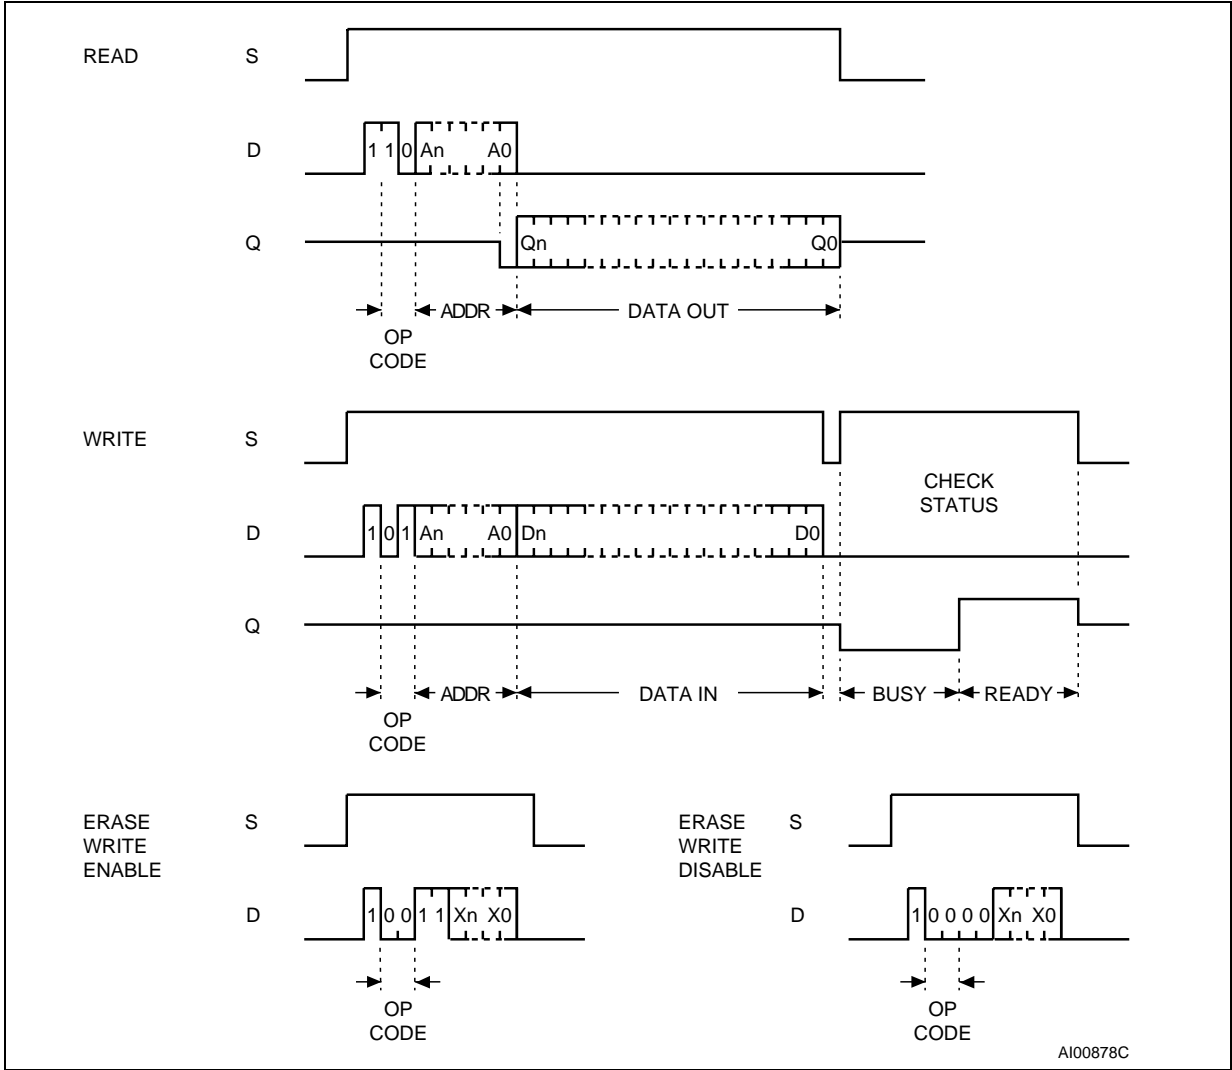 READ S
D 1 1 0 An A0
Q Qn Q0
ADDR DATA OUT
OP
CODE
WRITE S
CHECK
STATUS
D 1 0 1 An A0 Dn D0
Q
ADDR DATA IN BUSY READY
OP
CODE
ERASE S
WRITE
ENABLE
D 1 0 0 1 1 Xn X0
OP
CODE
ERASE S
WRITE
DISABLE
D 1 0 0 0 0 Xn X0
OP
CODE
AI00878C